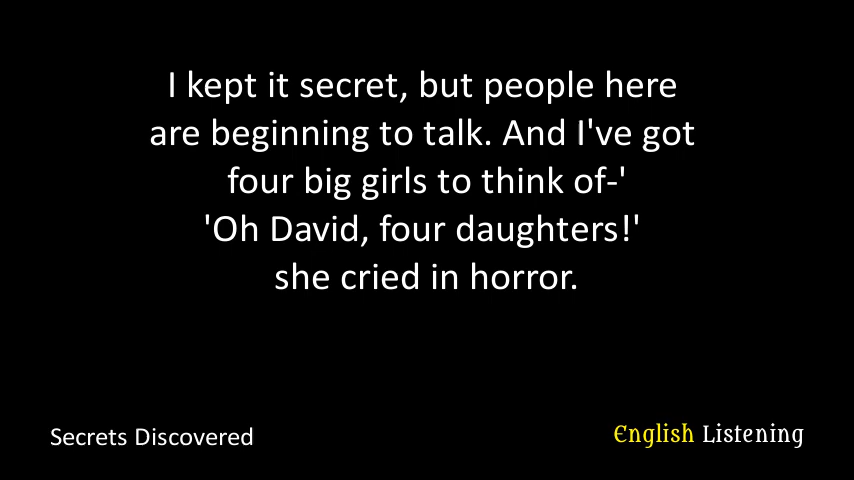 I kept it secret, but people here
are beginning to talk. And I've got
four big girls to think of-'
'Oh David, four daughters!'
she cried in horror.
Secrets Discovered
English Listening